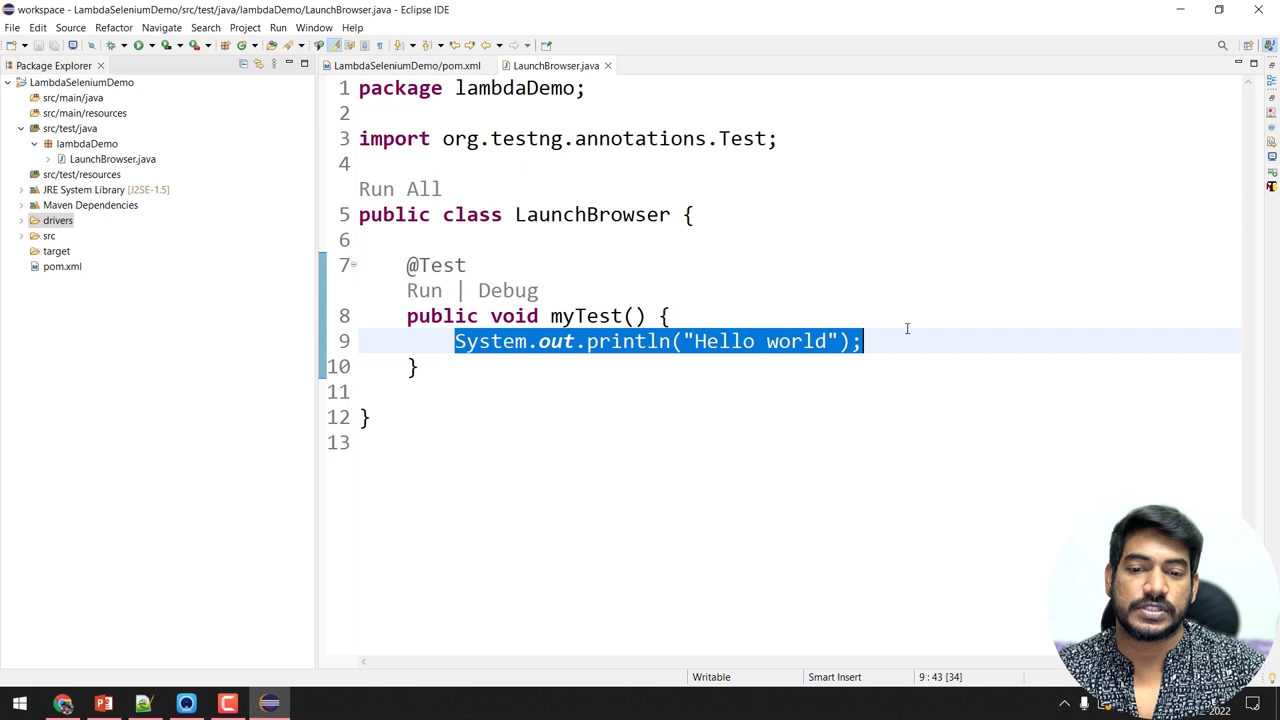 workspace - LambdaSeleniumDemo/src/test/java/lambdaDemo/LaunchBrowser.java - Eclipse IDE
File Edit Source Refactor Navigate Search Project Run Window Help
Package Explorer
LambdaSeleniumDemo/pom.xml LaunchBrowser.java
LambdaSeleniumDemo
src/main/java
src/main/resources
src/test/java
lambdaDemo
LaunchBrowser.java
src/test/resources
JRE System Library [J2SE-1.5]
Maven Dependencies
drivers
src
target
pom.xml
1 package lambdaDemo;
2
3 import org.testng.annotations.Test;
4
Run All
5 public class LaunchBrowser {
6
7 @Test
Run | Debug
8 public void myTest() {
9 System.out.println("Hello world");
10 }
11
12 }
13
Writable Smart Insert 9 : 43 [34]
2022